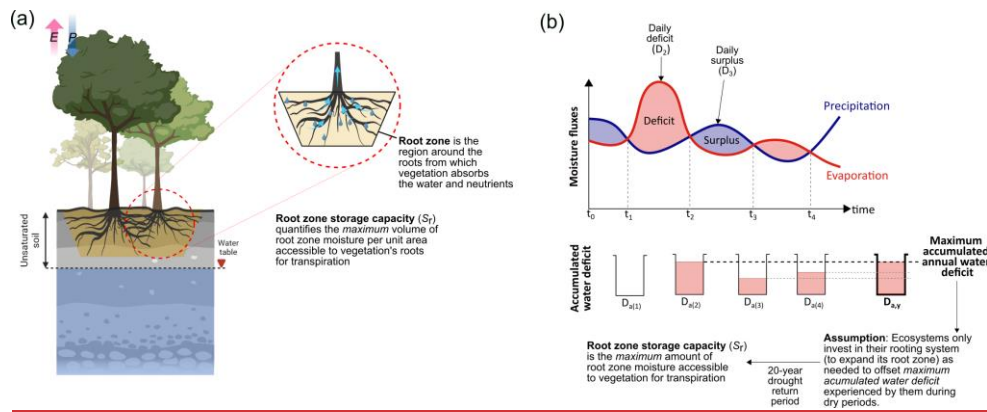 (a)
E P
Root zone is the
region around the
roots from which
vegetation absorbs
the water and neutrients
Root zone storage capacity (Sr)
quantifies the maximum volume of
root zone moisture per unit area
accessible to vegetation's roots
for transpiration
Unsaturated
soil
Water
table
(b)
Daily
deficit
(D2)
Daily
surplus
(D3)
Moisture fluxes
Deficit
Surplus
Precipitation
Evaporation
t0 t1 t2 t3 t4 time
Accumulated
water deficit
Da(1) Da(2) Da(3) Da(4) Da,y
Maximum
accumulated
annual water
deficit
Root zone storage capacity (Sr)
is the maximum amount of
root zone moisture accessible
to vegetation for transpiration
20-year
drought
return
period
Assumption: Ecosystems only
invest in their rooting system
(to expand its root zone) as
needed to offset maximum
acumulated water deficit
experienced by them during
dry periods.